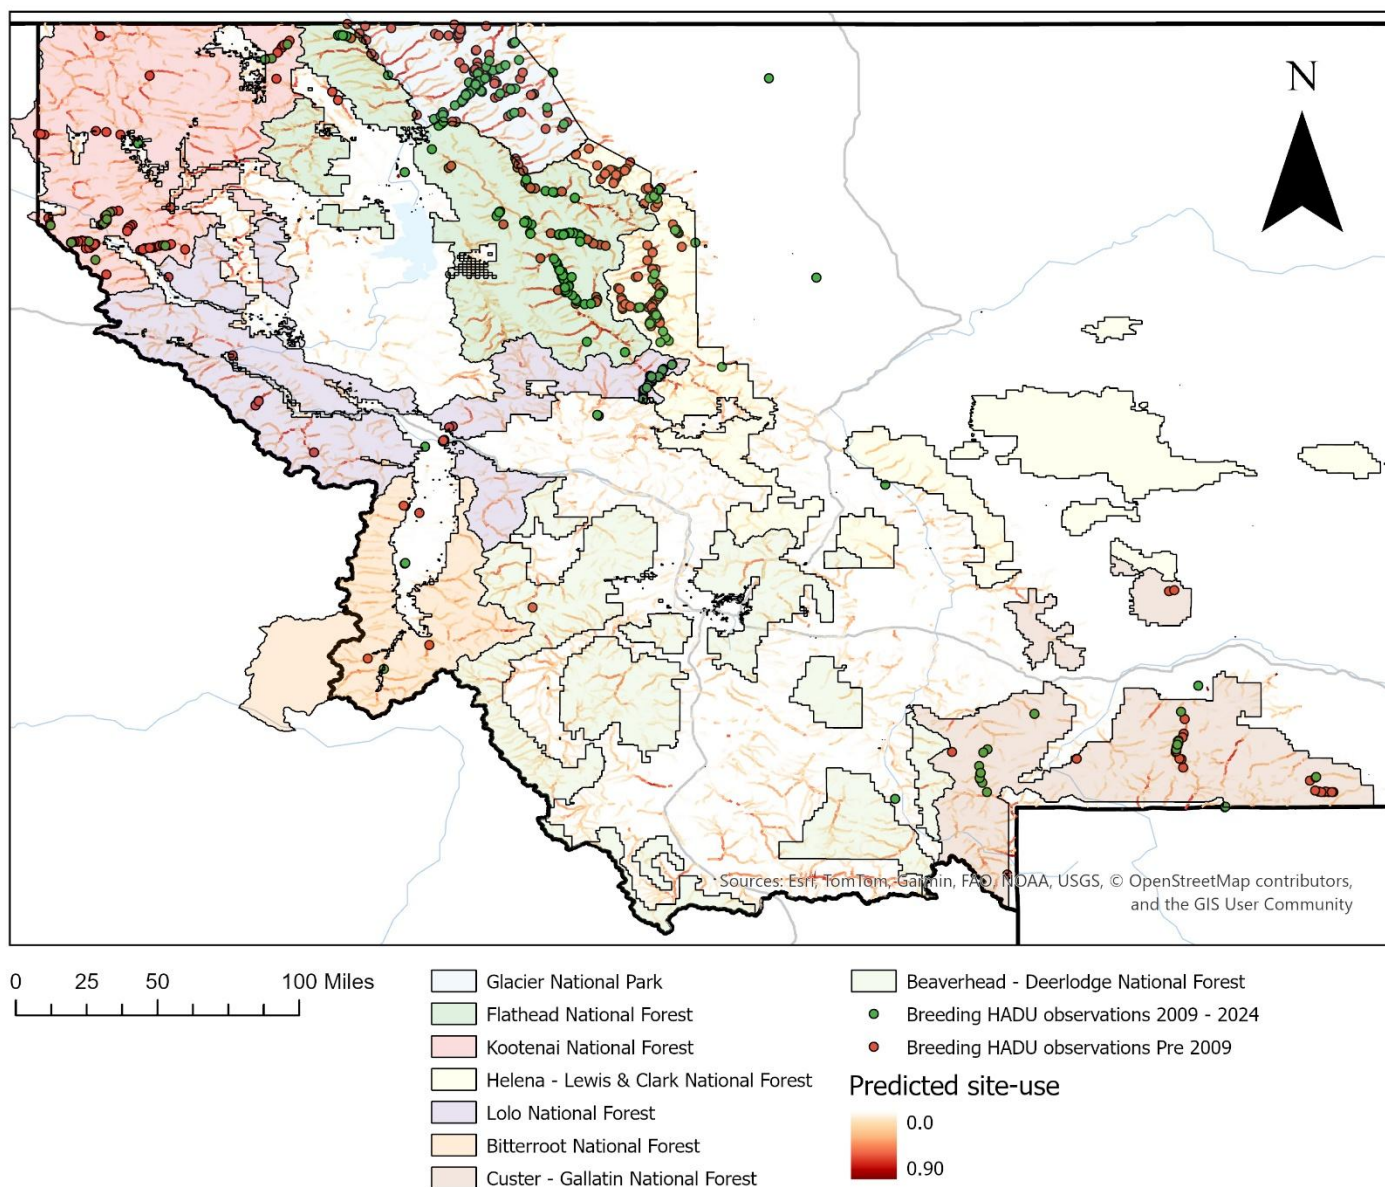 N
Sources: Esri, TomTom, Garmin, FAO, NOAA, USGS, © OpenStreetMap contributors,
and the GIS User Community
0 25 50 100 Miles
Glacier National Park
Flathead National Forest
Kootenai National Forest
Helena - Lewis & Clark National Forest
Lolo National Forest
Bitterroot National Forest
Custer - Gallatin National Forest
Beaverhead - Deerlodge National Forest
Breeding HADU observations 2009 - 2024
Breeding HADU observations Pre 2009
Predicted site-use
0.0
0.90